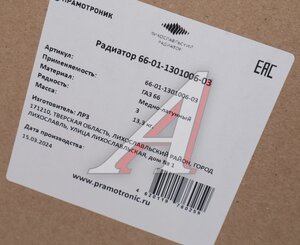 ПРАМОТРОНИК
ЛИХОСЛАВЛЬСКИЙ
РАДИАТОР
Радиатор 66-01-1301006-03
EAC
Артикул:
66-01-1301006-03
Применяемость:
ГАЗ 66
Материал:
Медно-латунный
Рядность:
3
Масса:
13,3 кг
Изготовитель: ЛРЗ
171210, ТВЕРСКАЯ ОБЛАСТЬ, ЛИХОСЛАВЛЬСКИЙ РАЙОН, ГОРОД
ЛИХОСЛАВЛЬ, УЛИЦА ЛИХОСЛАВЛЬСКАЯ, дом № 1
15.03.2024
www.pramotronic.ru